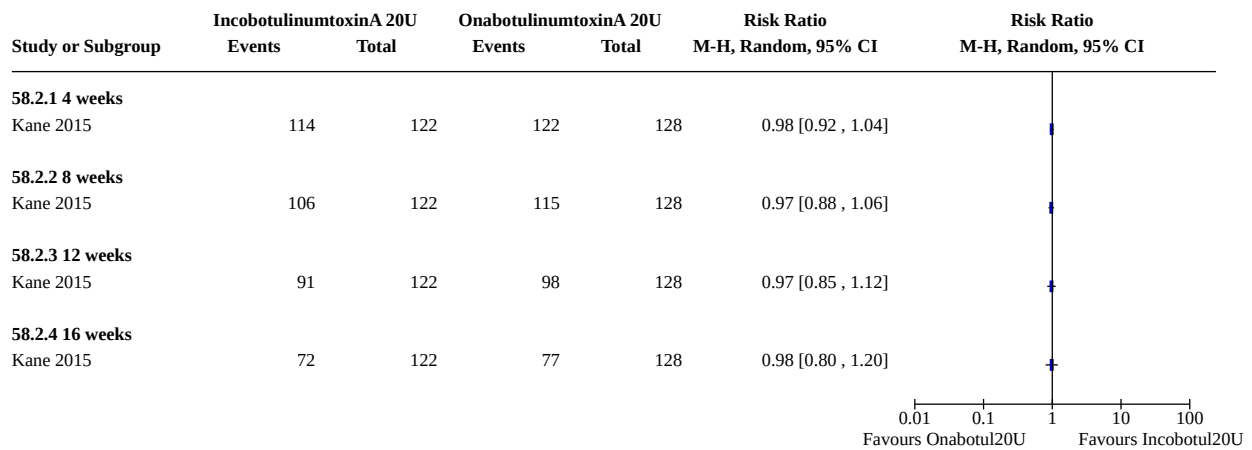 IncobotulinumtoxinA 20U OnabotulinumtoxinA 20U Risk Ratio Risk Ratio
Study or Subgroup Events Total Events Total M-H, Random, 95% CI M-H, Random, 95% CI
58.2.1 4 weeks
Kane 2015 114 122 122 128 0.98 [0.92 , 1.04]
58.2.2 8 weeks
Kane 2015 106 122 115 128 0.97 [0.88 , 1.06]
58.2.3 12 weeks
Kane 2015 91 122 98 128 0.97 [0.85 , 1.12]
58.2.4 16 weeks
Kane 2015 72 122 77 128 0.98 [0.80 , 1.20]
0.01 0.1 1 10 100
Favours Onabotul20U Favours Incobotul20U